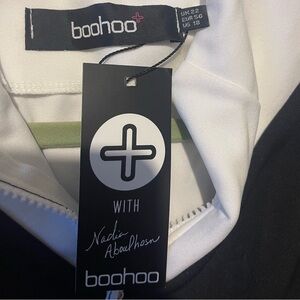 boohoo+
UK 22
EUR 50
US 18
WITH
Nadia
Aboulhosn
boohoo